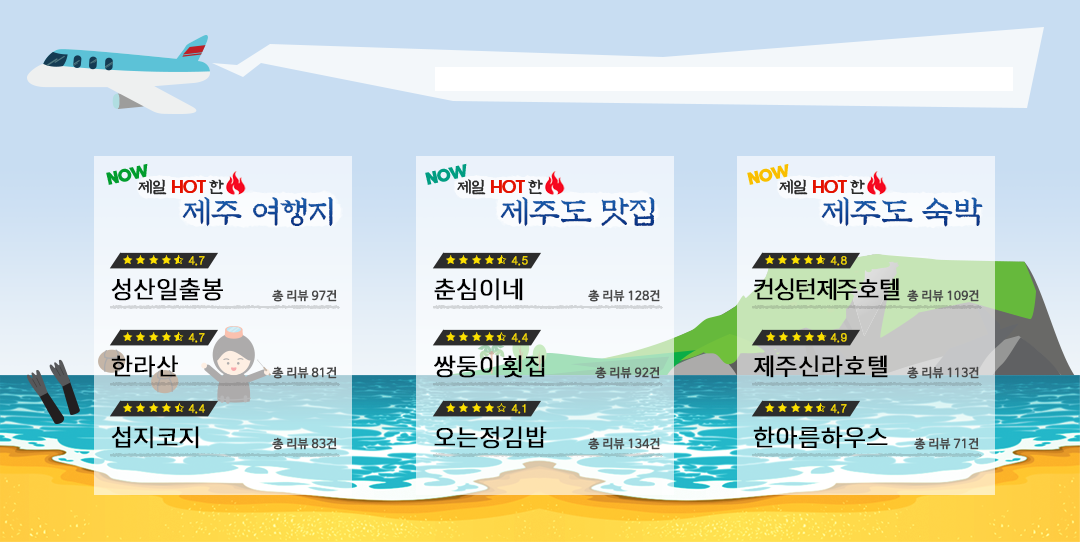 NOW
제일 HOT 한
제주 여행지
4.7
성산일출봉 총 리뷰 97건
4.7
한라산 총 리뷰 81건
4.4
섭지코지 총 리뷰 83건
NOW
제일 HOT 한
제주도 맛집
4.5
춘심이네 총 리뷰 128건
4.4
쌍둥이횟집 총 리뷰 92건
4.1
오는정김밥 총 리뷰 134건
NOW
제일 HOT 한
제주도 숙박
4.8
컨싱턴제주호텔 총 리뷰 109건
4.9
제주신라호텔 총 리뷰 113건
4.7
한아름하우스 총 리뷰 71건